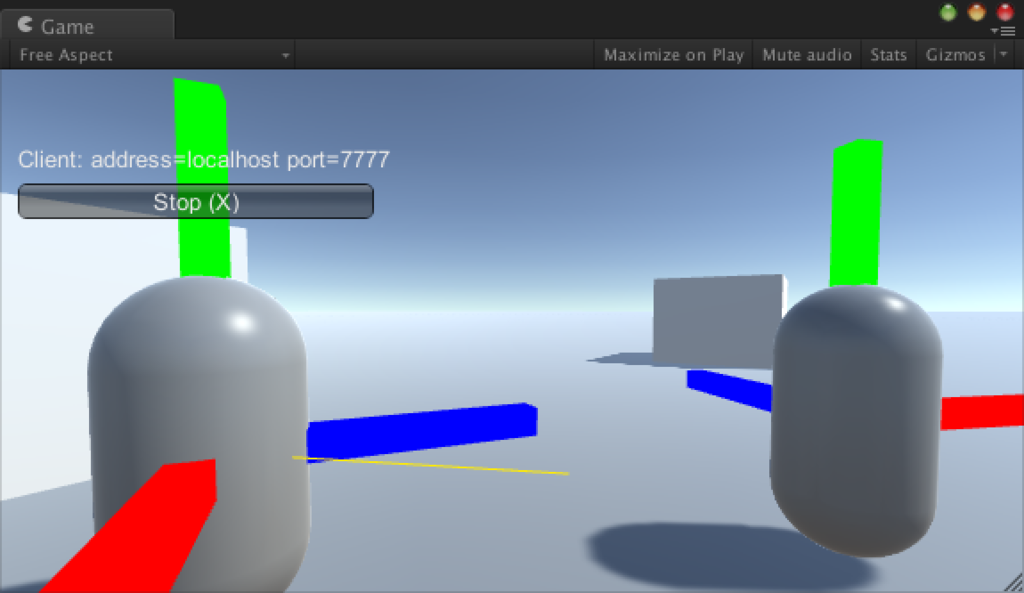 Game
Free Aspect Maximize on Play Mute audio Stats Gizmos
Client: address=localhost port=7777
Stop (X)